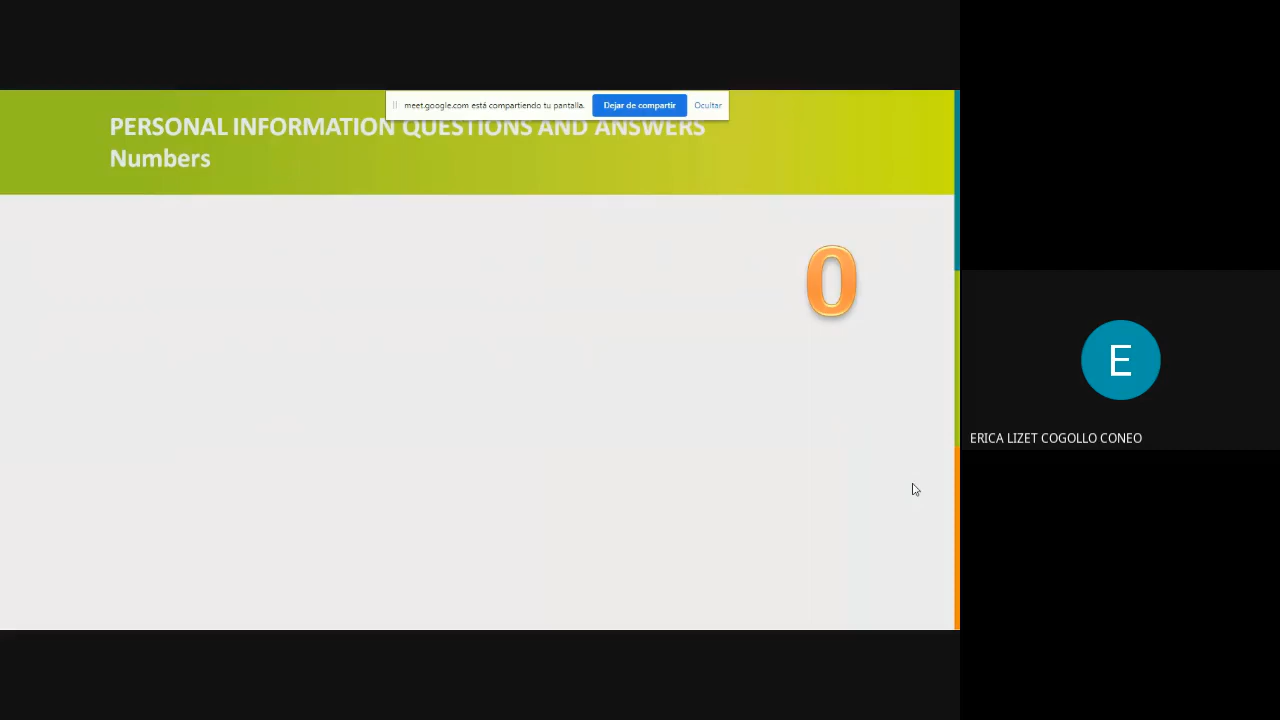 meet.google.com está compartiendo tu pantalla. Dejar de compartir Ocultar
PERSONAL INFORMATION QUESTIONS AND ANSWERS
Numbers
0
E
ERICA LIZET COGOLLO CONEO